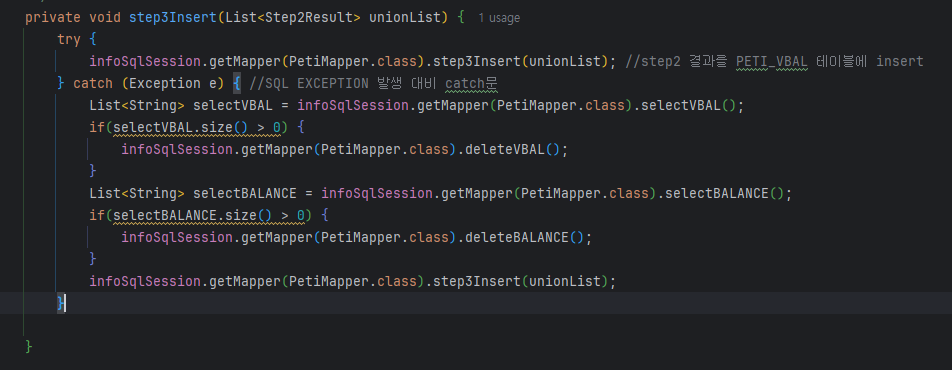 private void step3Insert(List<Step2Result> unionList) { 1 usage
try {
infoSqlSession.getMapper(PetiMapper.class).step3Insert(unionList); //step2 결과를 PETI_VBAL 테이블에 insert
} catch (Exception e) { //SQL EXCEPTION 발생 대비 catch문
List<String> selectVBAL = infoSqlSession.getMapper(PetiMapper.class).selectVBAL();
if(selectVBAL.size() > 0) {
infoSqlSession.getMapper(PetiMapper.class).deleteVBAL();
}
List<String> selectBALANCE = infoSqlSession.getMapper(PetiMapper.class).selectBALANCE();
if(selectBALANCE.size() > 0) {
infoSqlSession.getMapper(PetiMapper.class).deleteBALANCE();
}
infoSqlSession.getMapper(PetiMapper.class).step3Insert(unionList);
}
}